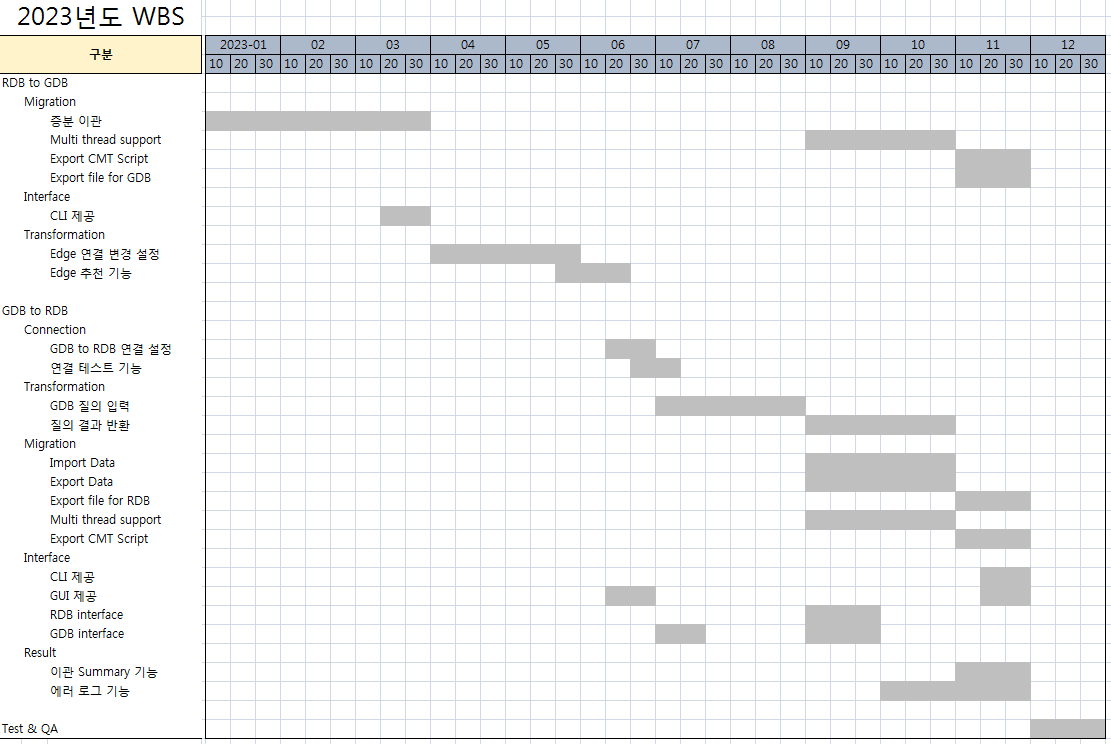 2023년도 WBS
구분
2023-01 02 03 04 05 06 07 08 09 10 11 12
10 20 30 10 20 30 10 20 30 10 20 30 10 20 30 10 20 30 10 20 30 10 20 30 10 20 30 10 20 30 10 20 30 10 20 30
RDB to GDB
Migration
증분 이관
Multi thread support
Export CMT Script
Export file for GDB
Interface
CLI 제공
Transformation
Edge 연결 변경 설정
Edge 추천 기능
GDB to RDB
Connection
GDB to RDB 연결 설정
연결 테스트 기능
Transformation
GDB 질의 입력
질의 결과 반환
Migration
Import Data
Export Data
Export file for RDB
Multi thread support
Export CMT Script
Interface
CLI 제공
GUI 제공
RDB interface
GDB interface
Result
이관 Summary 기능
에러 로그 기능
Test & QA